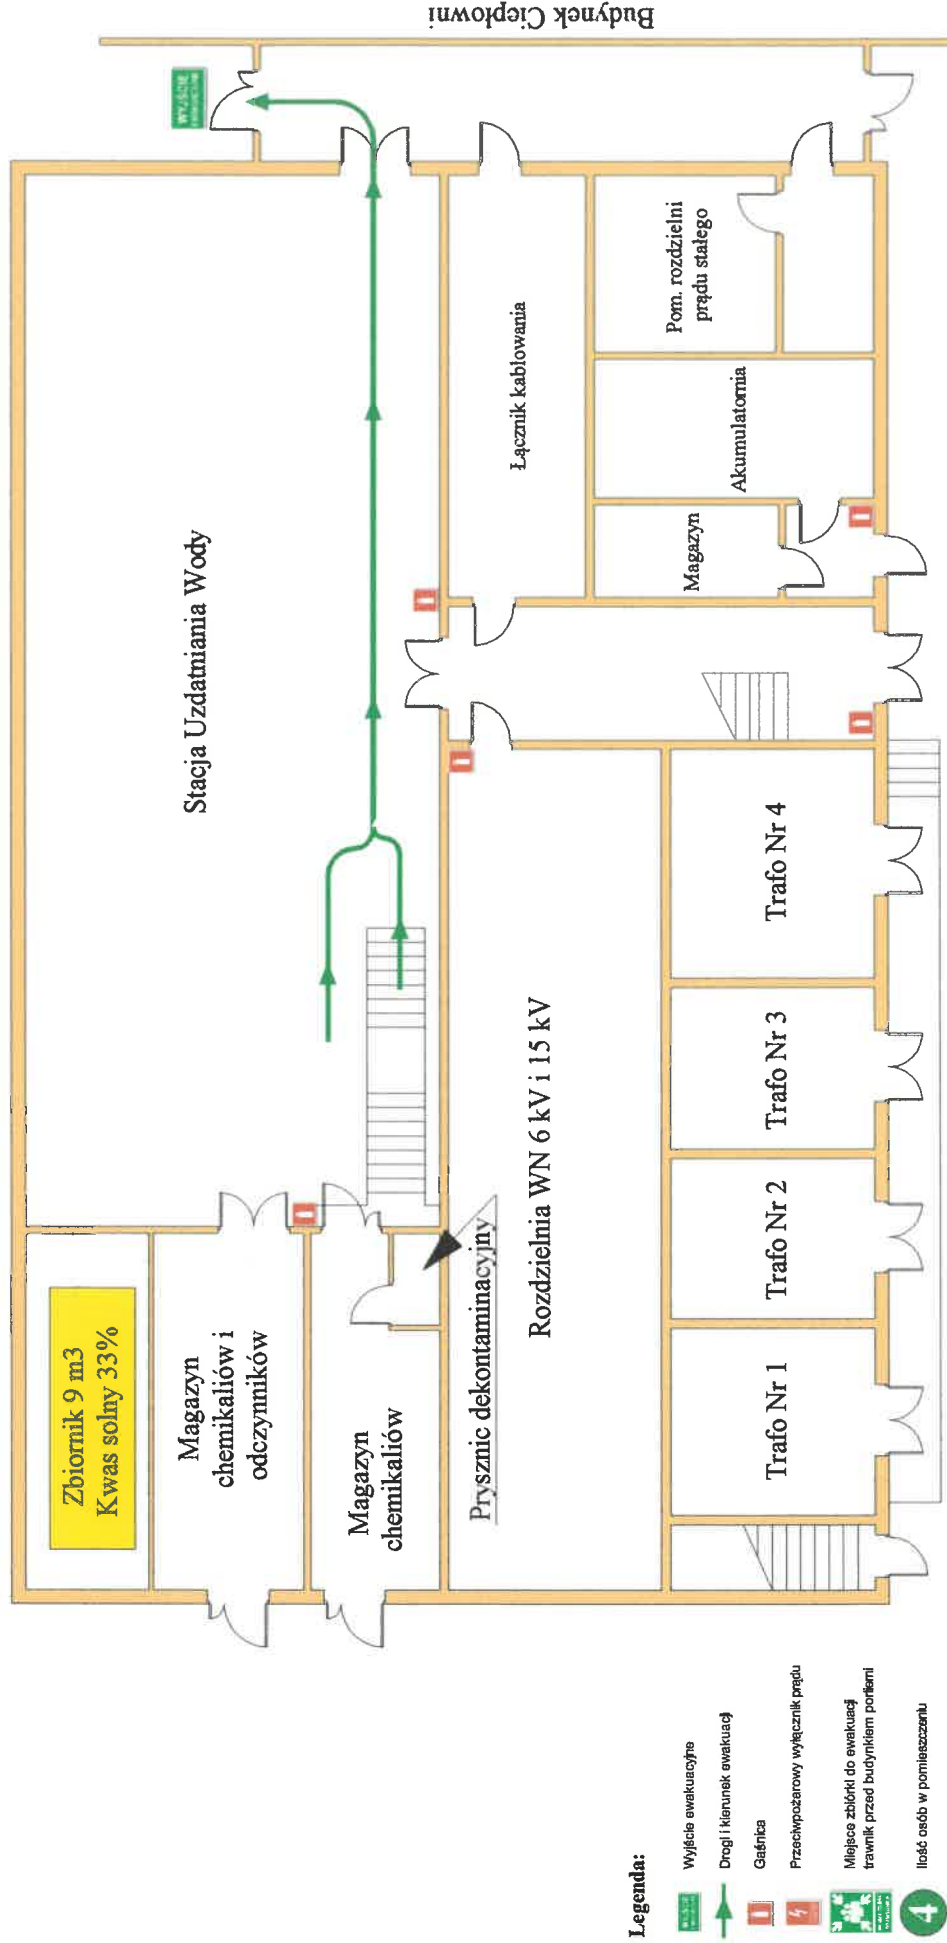 Budynek Ciepłowni
WYJŚCIE
Stacja Uzdatniania Wody
Zbiornik 9 m3
Kwas solny 33%
Magazyn
chemikaliów i
odczynników
Magazyn
chemikaliów
Prysznic dekontaminacyjny
Rozdzielnia WN 6 kV i 15 kV
Łącznik kablowania
Pom. rozdzielni
prądu stałego
Akumulatornia
Magazyn
Trafo Nr 1
Trafo Nr 2
Trafo Nr 3
Trafo Nr 4
Legenda:
Wyjście ewakuacyjne
Drogi i kierunek ewakuacji
Gaśnica
Przeciwpożarowy wyłącznik prądu
Miejsce zbiórki do ewakuacji
trawnik przed budynkiem portierni
4
Ilość osób w pomieszczeniu